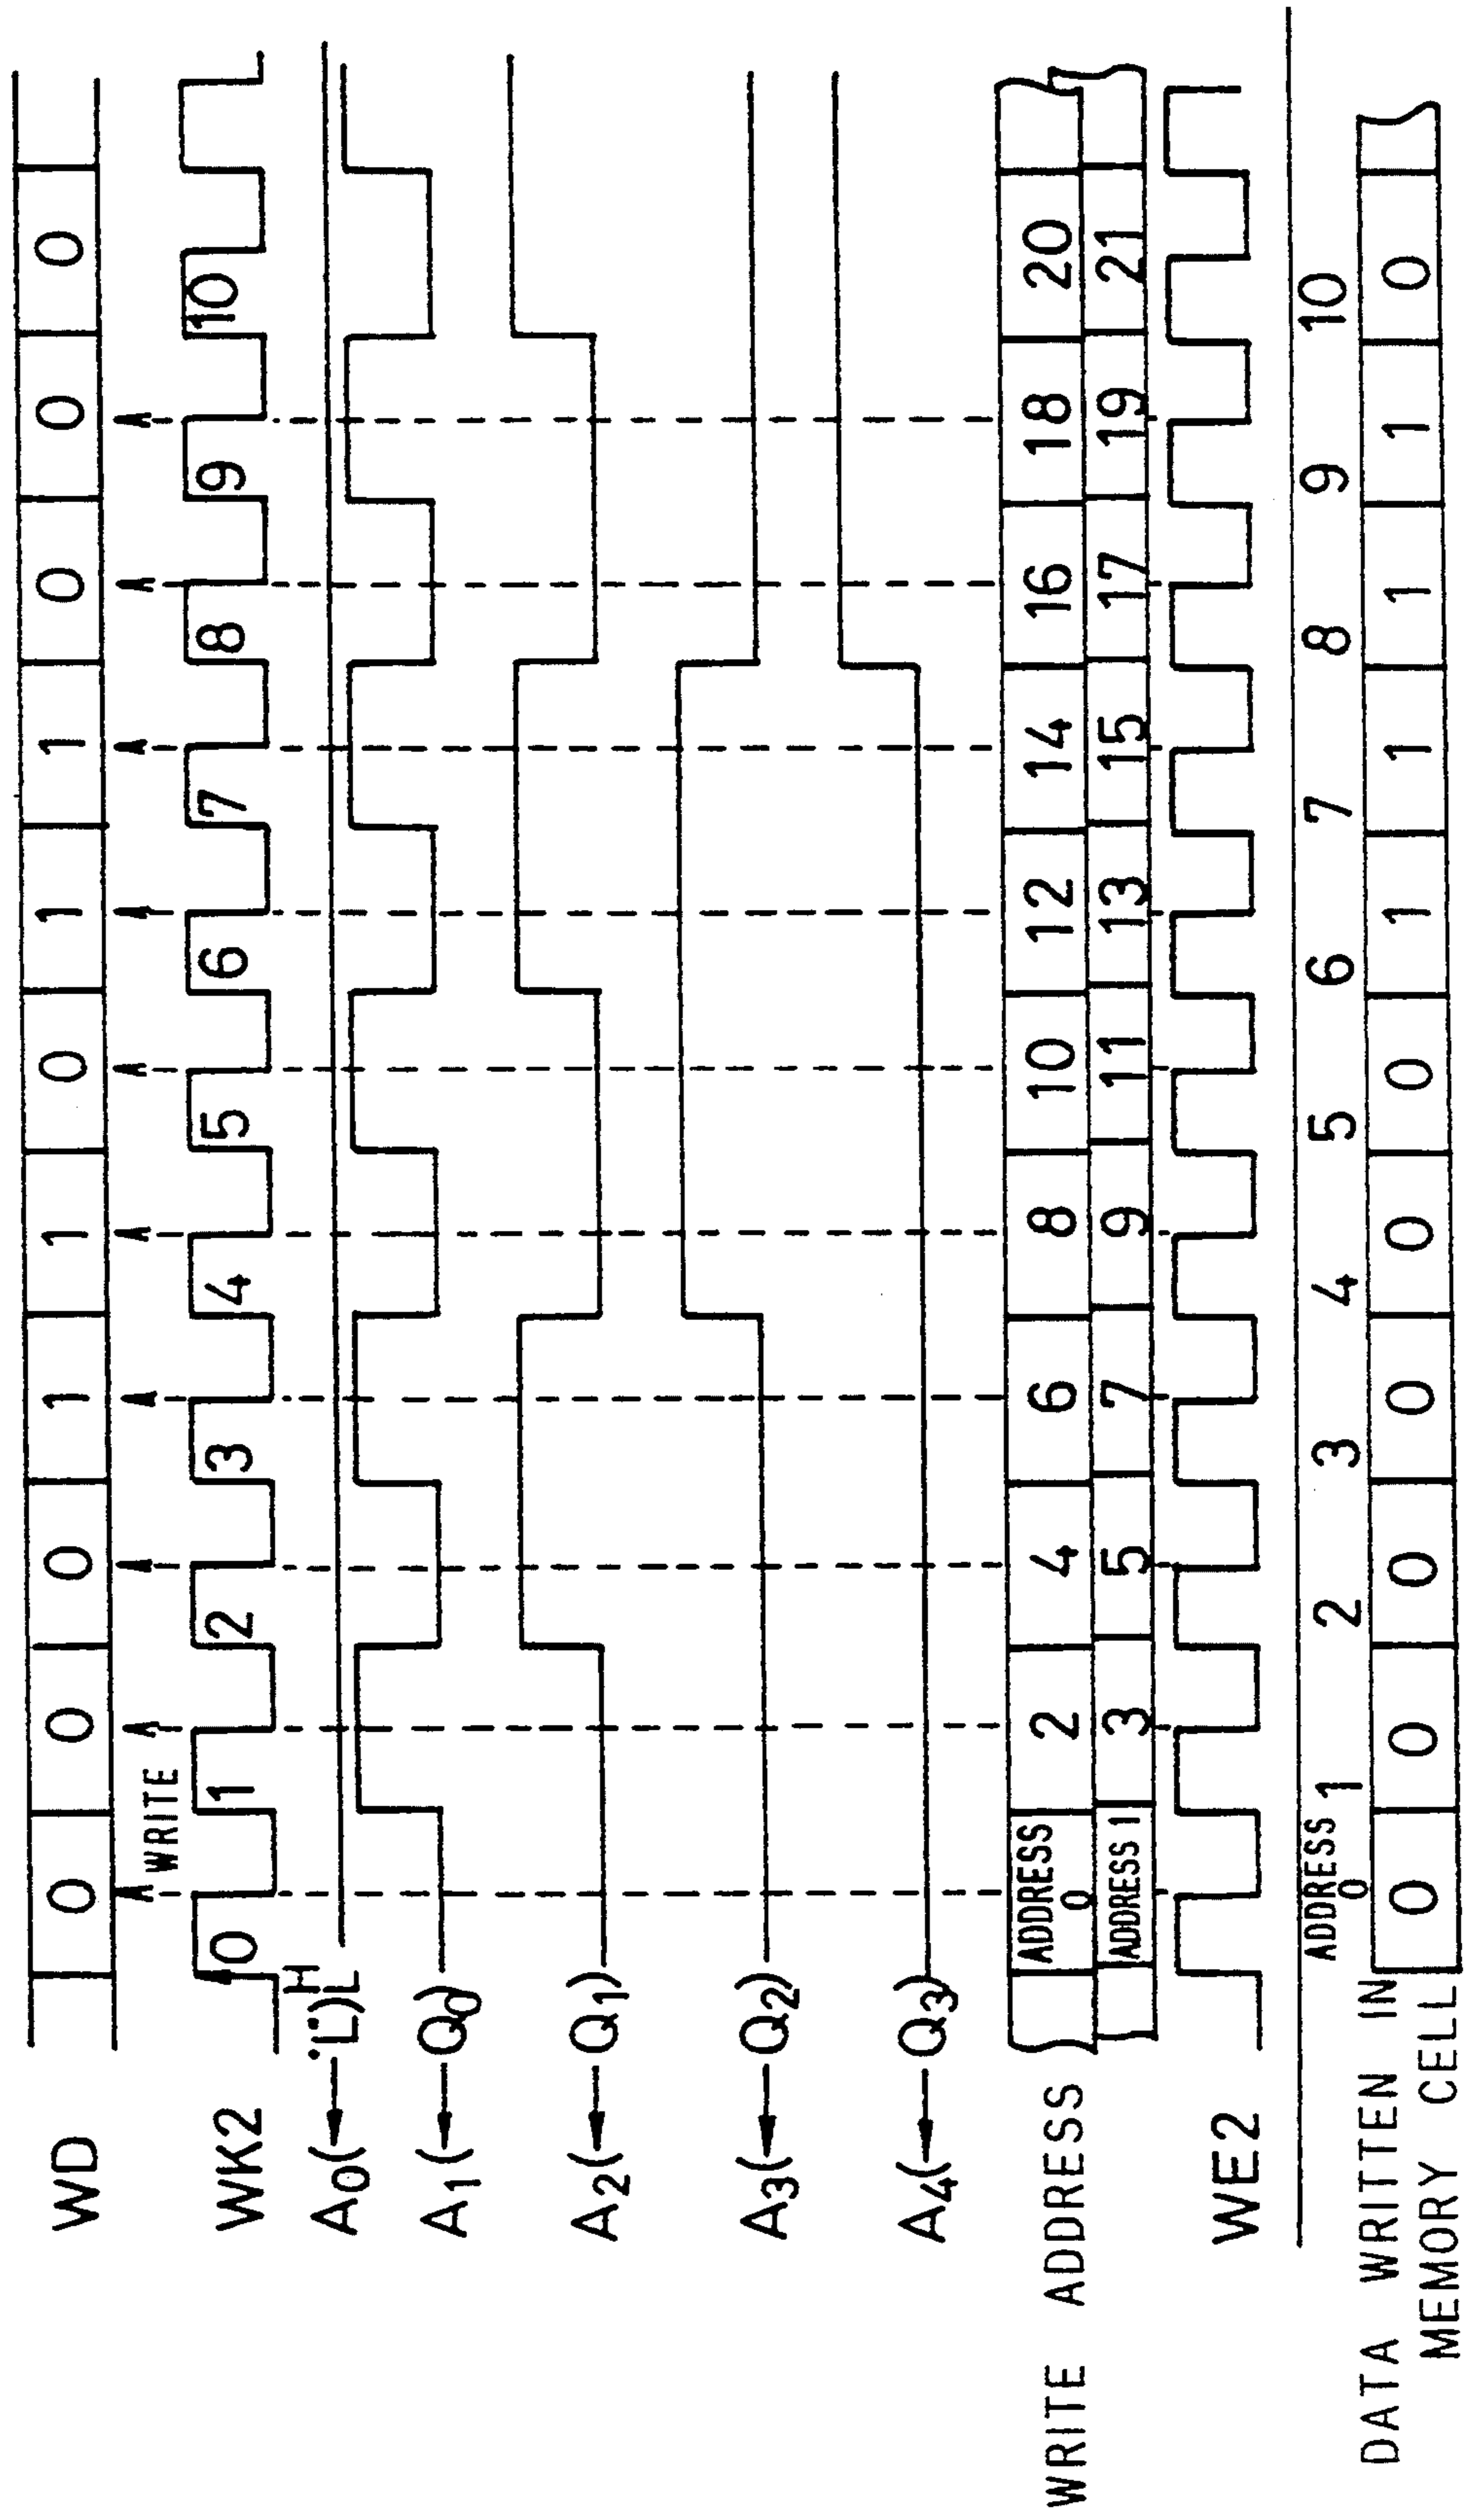 WD 0 0 0 1 1 0 1 1 0 0 0
WRITE
WK2 0 1 2 3 4 5 6 7 8 9 10
H
A0(← "L") L
A1(← Q0)
A2(← Q1)
A3(← Q2)
A4(← Q3)
WRITE ADDRESS ADDRESS 0 2 4 6 8 10 12 14 16 18 20
ADDRESS 1 3 5 7 9 11 13 15 17 19 21
WE2
ADDRESS 0 1 2 3 4 5 6 7 8 9 10
DATA WRITTEN IN 0 0 0 0 0 0 1 1 1 1 0
MEMORY CELL